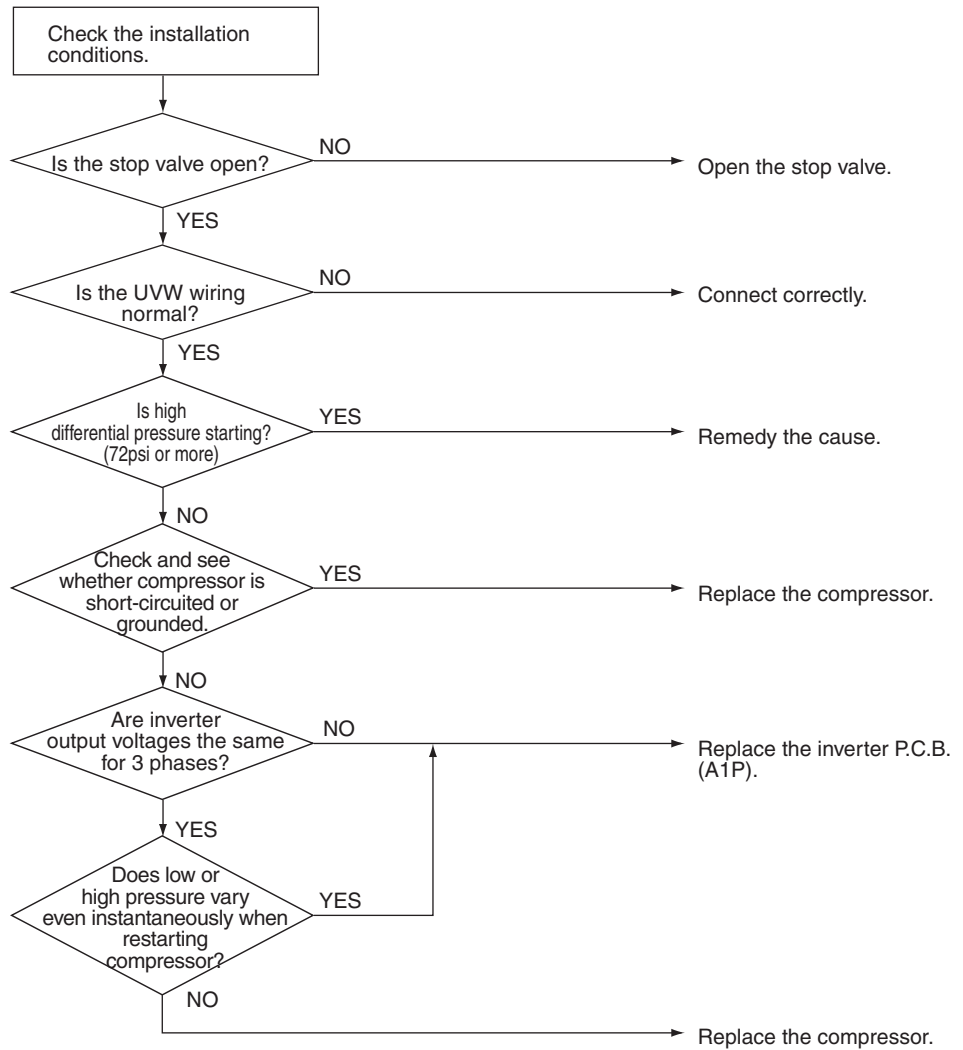 Check the installation
conditions.
Is the stop valve open?
NO
Open the stop valve.
YES
Is the UVW wiring
normal?
NO
Connect correctly.
YES
Is high
differential pressure starting?
(72psi or more)
YES
Remedy the cause.
NO
Check and see
whether compressor is
short-circuited or
grounded.
YES
Replace the compressor.
NO
Are inverter
output voltages the same
for 3 phases?
NO
Replace the inverter P.C.B.
(A1P).
YES
Does low or
high pressure vary
even instantaneously when
restarting
compressor?
YES
NO
Replace the compressor.